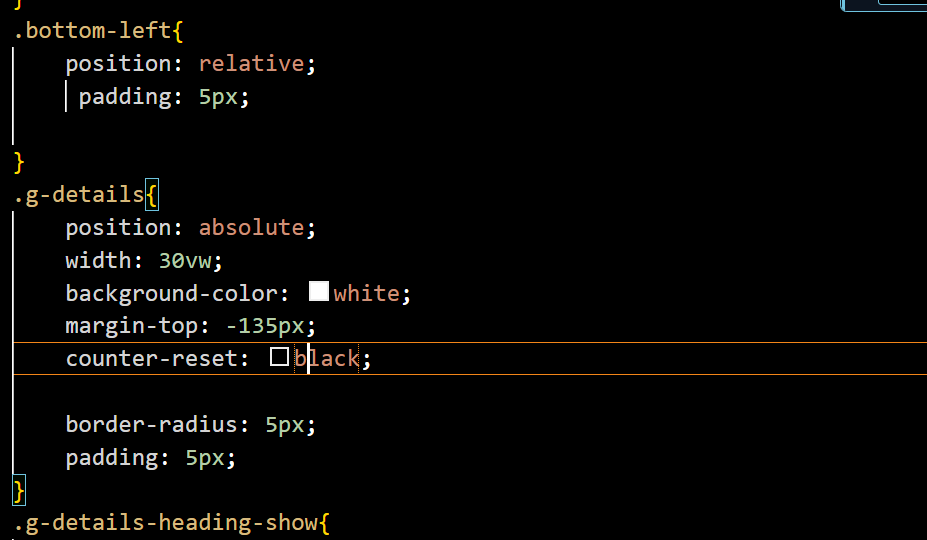 }
.bottom-left{
position: relative;
padding: 5px;
}
.g-details{
position: absolute;
width: 30vw;
background-color: white;
margin-top: -135px;
counter-reset: black;
border-radius: 5px;
padding: 5px;
}
.g-details-heading-show{